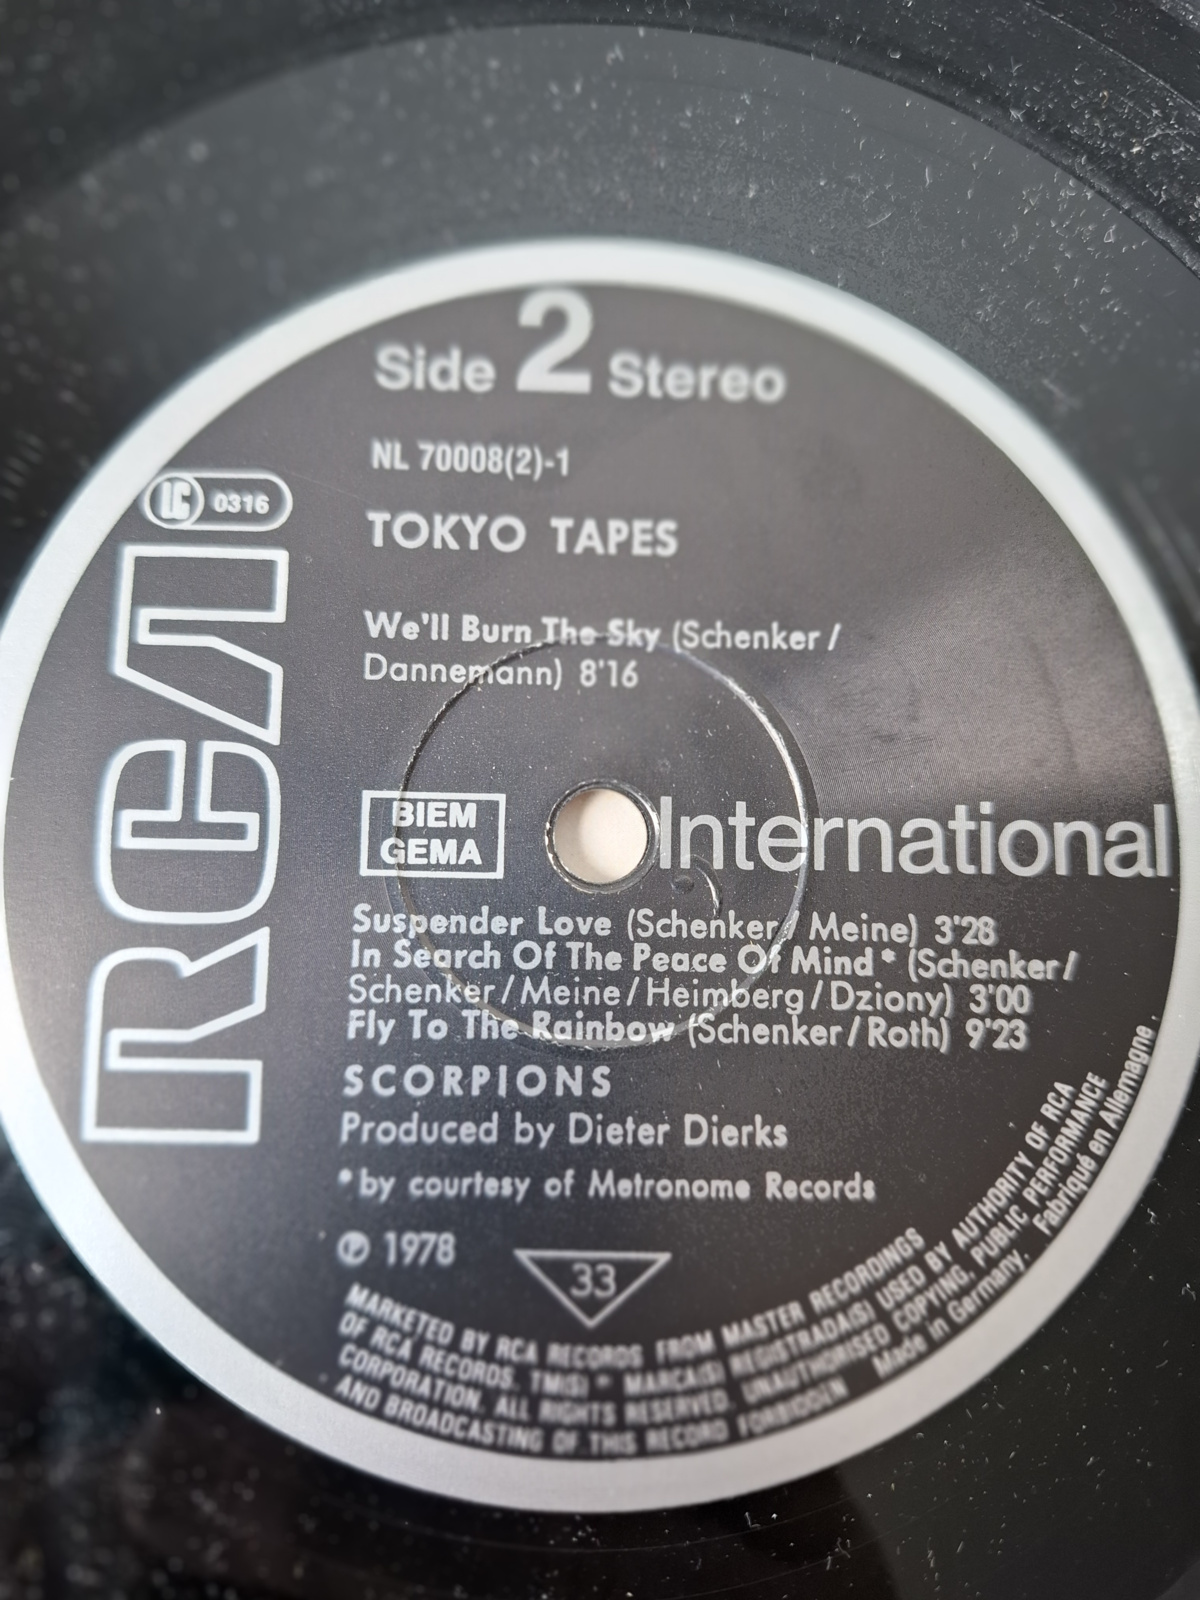 Side 2 Stereo
NL 70008(2)-1
LC 0316
TOKYO TAPES
RCA
We'll Burn The Sky (Schenker /
Dannemann) 8'16
BIEM
GEMA
International
Suspender Love (Schenker / Meine) 3'28
In Search Of The Peace Of Mind* (Schenker/
Schenker/Meine/Heimberg/Dziony) 3'00
Fly To The Rainbow (Schenker/Roth) 9'23
SCORPIONS
Produced by Dieter Dierks
*by courtesy of Metronome Records
℗ 1978
33
MARKETED BY RCA RECORDS FROM MASTER RECORDINGS
OF RCA RECORDS. TM(S) ® MARCA(S) REGISTRADA(S) USED BY AUTHORITY OF RCA
CORPORATION. ALL RIGHTS RESERVED. UNAUTHORISED COPYING, PUBLIC PERFORMANCE
AND BROADCASTING OF THIS RECORD FORBIDDEN Made in Germany. Fabriqué en Allemagne.